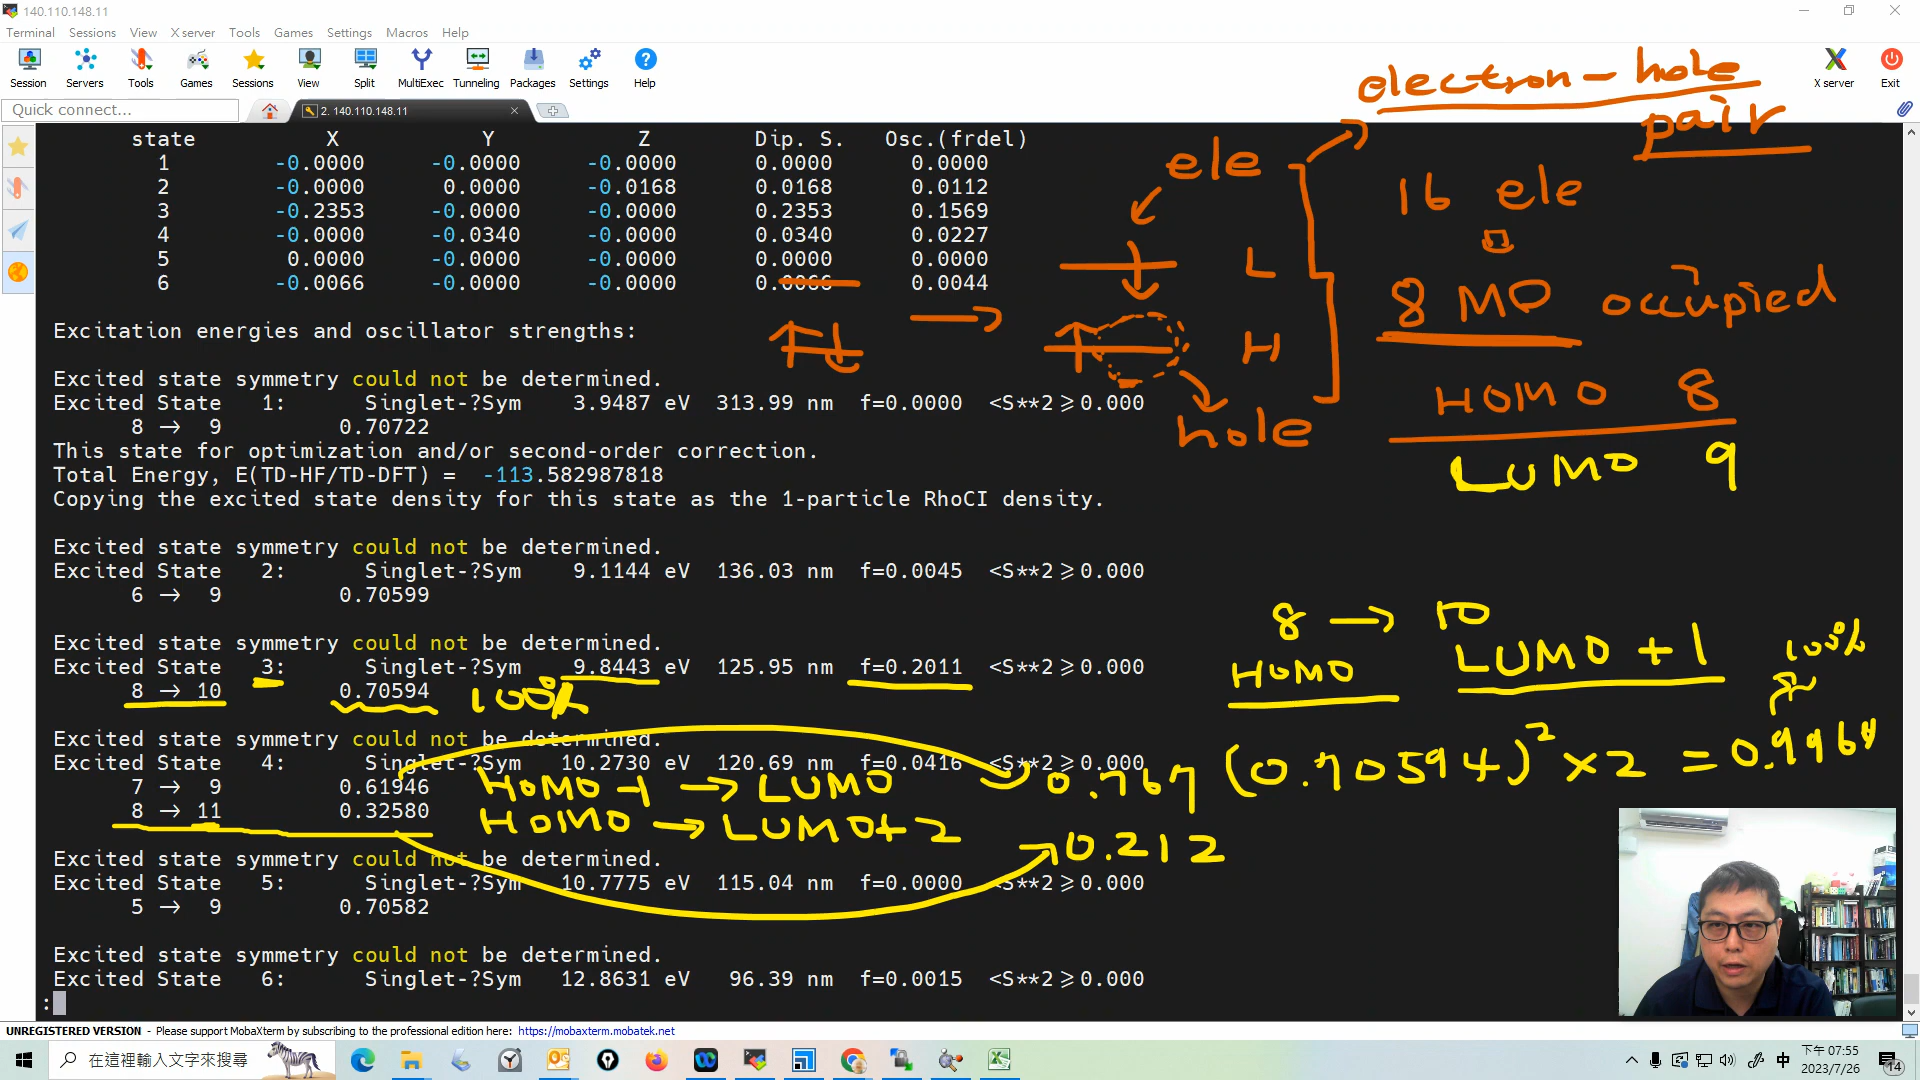 140.110.148.11
Terminal Sessions View X server Tools Games Settings Macros Help
Session Servers Tools Games Sessions View Split MultiExec Tunneling Packages Settings Help X server Exit
Quick connect...
2. 140.110.148.11
electron-hole
pair
state X Y Z Dip. S. Osc.(frdel)
1 -0.0000 -0.0000 -0.0000 0.0000 0.0000
2 -0.0000 0.0000 -0.0168 0.0168 0.0112
3 -0.2353 -0.0000 -0.0000 0.2353 0.1569
4 -0.0000 -0.0340 -0.0000 0.0340 0.0227
5 0.0000 -0.0000 -0.0000 0.0000 0.0000
6 -0.0066 -0.0000 -0.0000 0.0066 0.0044
ele
L
H
hole
16 ele
8 MO occupied
HOMO 8
LUMO 9
Excitation energies and oscillator strengths:
Excited state symmetry could not be determined.
Excited State 1: Singlet-?Sym 3.9487 eV 313.99 nm f=0.0000 <S**2>=0.000
8 -> 9 0.70722
This state for optimization and/or second-order correction.
Total Energy, E(TD-HF/TD-DFT) = -113.582987818
Copying the excited state density for this state as the 1-particle RhoCI density.
Excited state symmetry could not be determined.
Excited State 2: Singlet-?Sym 9.1144 eV 136.03 nm f=0.0045 <S**2>=0.000
6 -> 9 0.70599
Excited state symmetry could not be determined.
Excited State 3: Singlet-?Sym 9.8443 eV 125.95 nm f=0.2011 <S**2>=0.000
8 -> 10 0.70594 100%
8 → 10
HOMO LUMO+1
100%
(0.70594)² × 2 = 0.9964
Excited state symmetry could not be determined.
Excited State 4: Singlet-?Sym 10.2730 eV 120.69 nm f=0.0416 <S**2>=0.000
7 -> 9 0.61946 HOMO-1 → LUMO 0.767
8 -> 11 0.32580 HOMO → LUMO+2 0.212
Excited state symmetry could not be determined.
Excited State 5: Singlet-?Sym 10.7775 eV 115.04 nm f=0.0000 <S**2>=0.000
5 -> 9 0.70582
Excited state symmetry could not be determined.
Excited State 6: Singlet-?Sym 12.8631 eV 96.39 nm f=0.0015 <S**2>=0.000
:
UNREGISTERED VERSION - Please support MobaXterm by subscribing to the professional edition here: https://mobaxterm.mobatek.net
在這裡輸入文字來搜尋
中
下午 07:55
2023/7/26
14